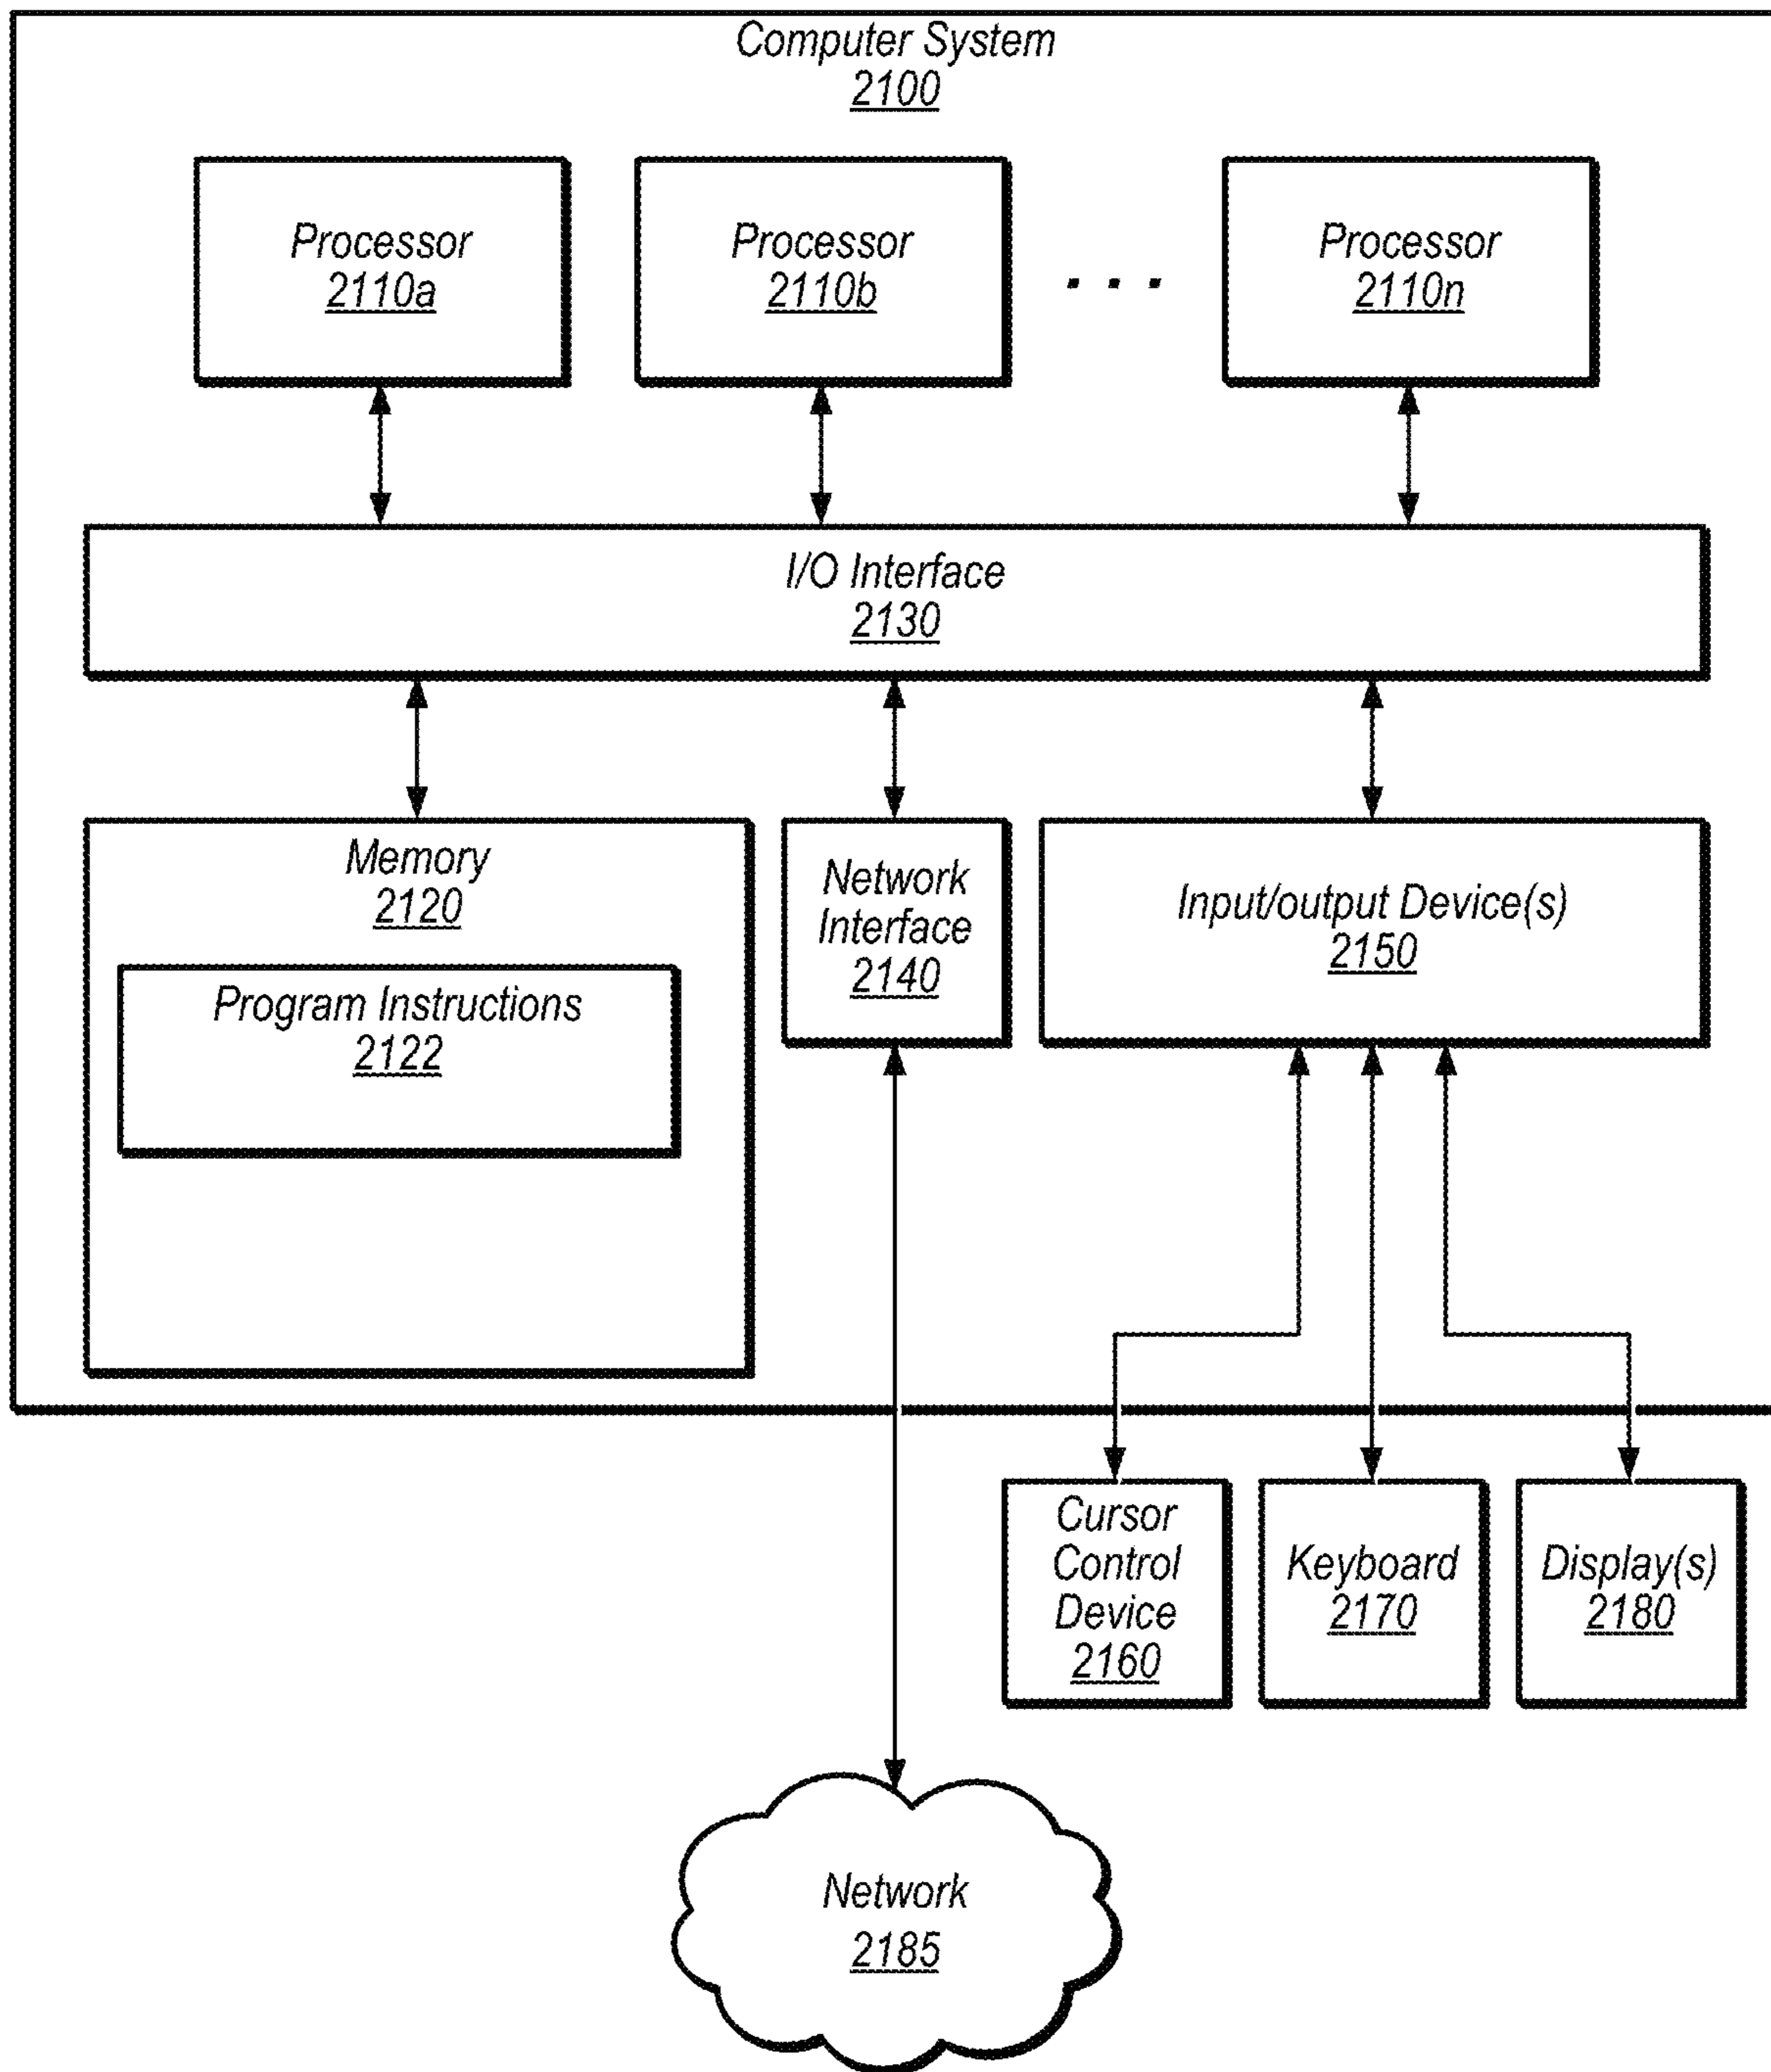 Computer System
2100
Processor
2110a
Processor
2110b
. . .
Processor
2110n
I/O Interface
2130
Memory
2120
Program Instructions
2122
Network
Interface
2140
Input/output Device(s)
2150
Cursor
Control
Device
2160
Keyboard
2170
Display(s)
2180
Network
2185